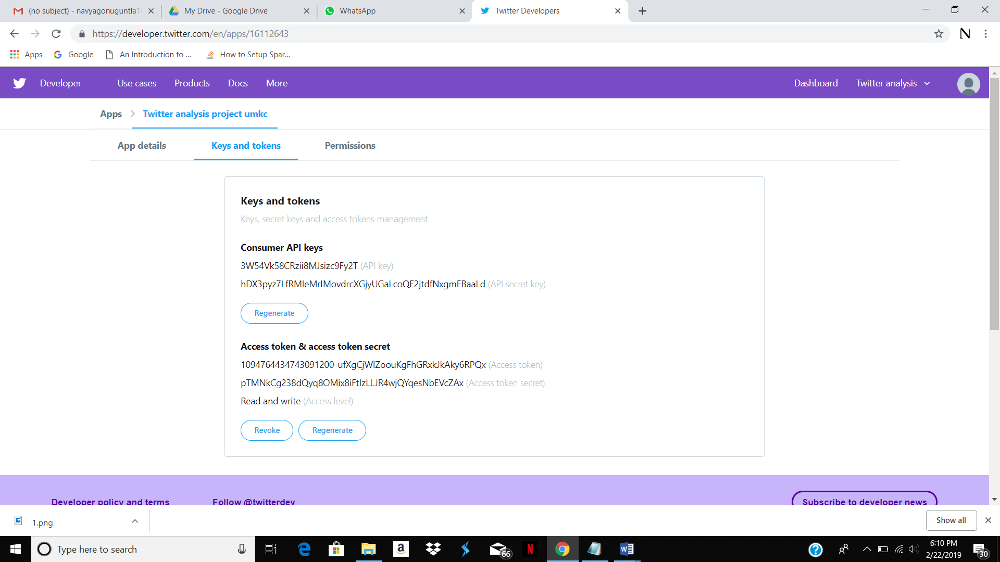 (no subject) - navyagonuguntla1
My Drive - Google Drive
WhatsApp
Twitter Developers
https://developer.twitter.com/en/apps/16112643
Apps
Google
An Introduction to ...
How to Setup Spar...
Developer
Use cases
Products
Docs
More
Dashboard
Twitter analysis
Apps
Twitter analysis project umkc
App details
Keys and tokens
Permissions
Keys and tokens
Keys, secret keys and access tokens management.
Consumer API keys
3W54Vk58CRzii8MJsizc9Fy2T (API key)
(API secret key)
Regenerate
Access token & access token secret
(Access token)
(Access token secret)
Read and write (Access level)
Revoke
Regenerate
Developer policy and terms
Follow @twitterdev
Subscribe to developer news
1.png
Show all
Type here to search
66
6:10 PM
2/22/2019
30